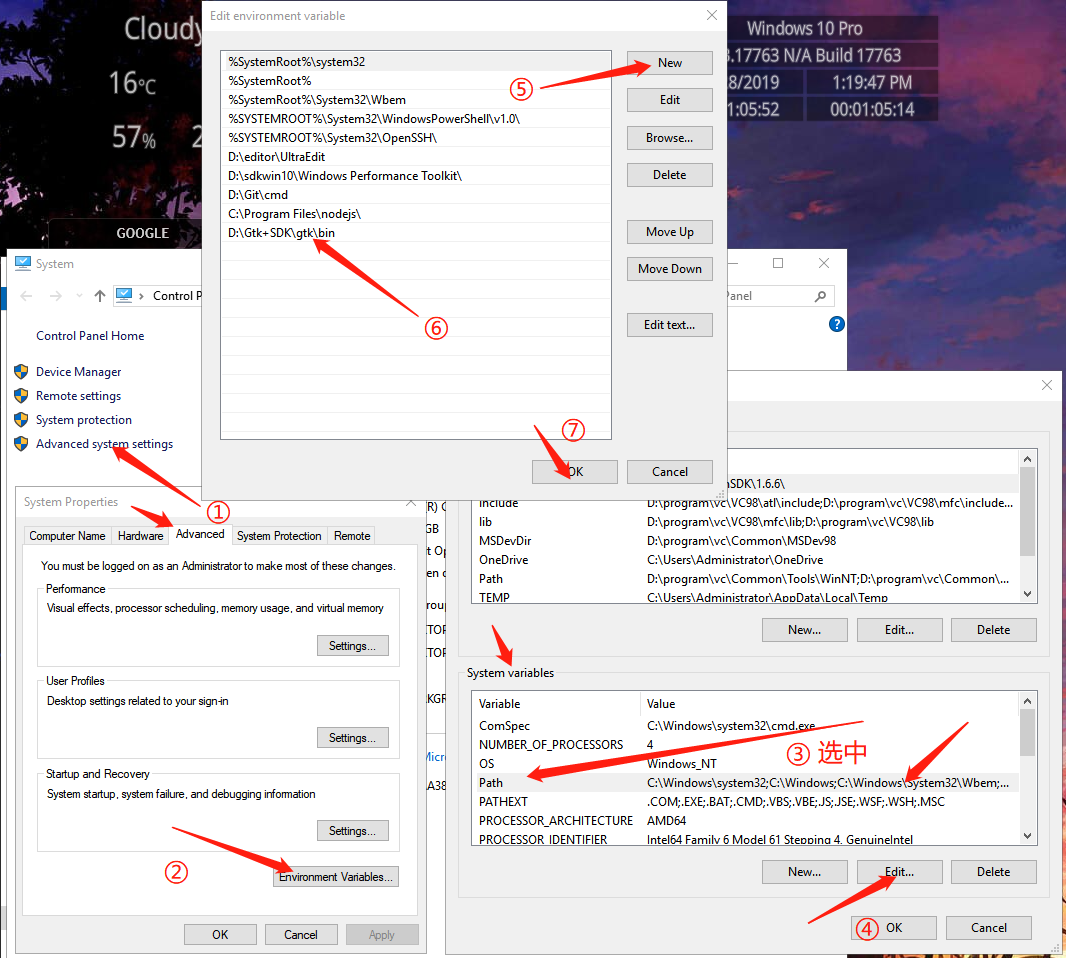 Cloudy
16°C
57%
GOOGLE
Windows 10 Pro
.17763 N/A Build 17763
8/2019
1:19:47 PM
1:05:52
00:01:05:14
Edit environment variable
%SystemRoot%\system32
%SystemRoot%
%SystemRoot%\System32\Wbem
%SYSTEMROOT%\System32\WindowsPowerShell\v1.0\
%SYSTEMROOT%\System32\OpenSSH\
D:\editor\UltraEdit
D:\sdkwin10\Windows Performance Toolkit\
D:\Git\cmd
C:\Program Files\nodejs\
D:\Gtk+SDK\gtk\bin
⑤
⑥
⑦
New
Edit
Browse...
Delete
Move Up
Move Down
Edit text...
OK
Cancel
System
Control P
Panel
Control Panel Home
Device Manager
Remote settings
System protection
Advanced system settings
①
System Properties
Computer Name
Hardware
Advanced
System Protection
Remote
You must be logged on as an Administrator to make most of these changes.
Performance
Visual effects, processor scheduling, memory usage, and virtual memory
Settings...
User Profiles
Desktop settings related to your sign-in
Settings...
Startup and Recovery
System startup, system failure, and debugging information
Settings...
②
Environment Variables...
OK
Cancel
Apply
SDK\1.6.6\
include D:\program\vc\VC98\atl\include;D:\program\vc\VC98\mfc\include...
lib D:\program\vc\VC98\mfc\lib;D:\program\vc\VC98\lib
MSDevDir D:\program\vc\Common\MSDev98
OneDrive C:\Users\Administrator\OneDrive
Path D:\program\vc\Common\Tools\WinNT;D:\program\vc\Common\...
TEMP C:\Users\Administrator\AppData\Local\Temp
New...
Edit...
Delete
System variables
Variable Value
ComSpec C:\Windows\system32\cmd.exe
NUMBER_OF_PROCESSORS 4
OS Windows_NT
③ 选中
Path C:\Windows\system32;C:\Windows;C:\Windows\System32\Wbem;...
PATHEXT .COM;.EXE;.BAT;.CMD;.VBS;.VBE;.JS;.JSE;.WSF;.WSH;.MSC
PROCESSOR_ARCHITECTURE AMD64
PROCESSOR_IDENTIFIER Intel64 Family 6 Model 61 Stepping 4, GenuineIntel
New...
Edit...
Delete
④
OK
Cancel